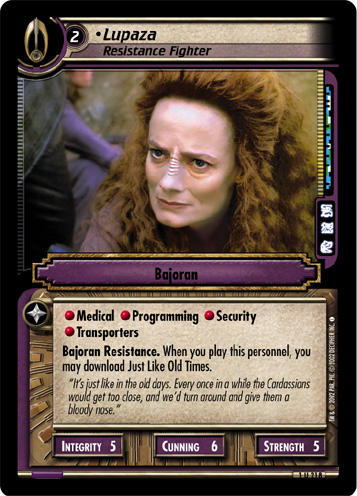 2
•Lupaza
Resistance Fighter
Bajoran
Medical Programming Security
Transporters
Bajoran Resistance. When you play this personnel, you
may download Just Like Old Times.
"It's just like in the old days. Every once in a while the Cardassians
would get too close, and we'd turn around and give them a
bloody nose."
INTEGRITY 5 CUNNING 6 STRENGTH 5
1 U 218